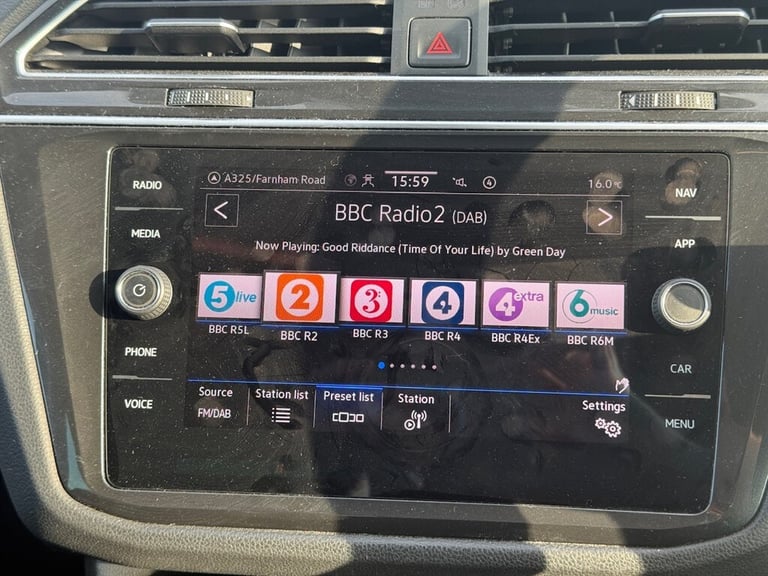 A325/Farnham Road 15:59 4 16.0°C
RADIO
NAV
< BBC Radio2 (DAB) >
MEDIA
APP
Now Playing: Good Riddance (Time Of Your Life) by Green Day
5 live 2 3 4 4 extra 6 music
BBC R5L BBC R2 BBC R3 BBC R4 BBC R4Ex BBC R6M
PHONE
CAR
VOICE
MENU
Source Station list Preset list Station Settings
FM/DAB